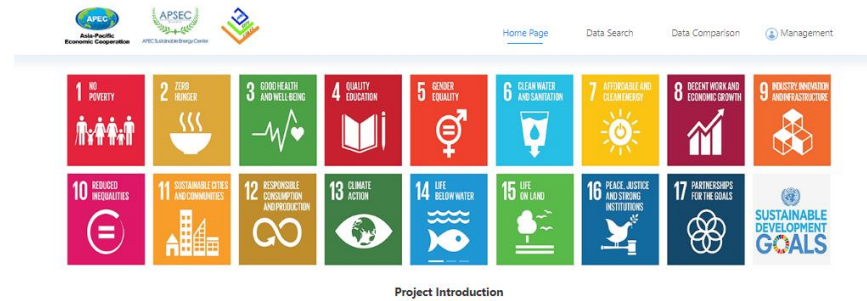 APEC
Asia-Pacific
Economic Cooperation
APSEC
APEC Sustainable Energy Center
Home Page
Data Search
Data Comparison
Management
1 NO
POVERTY
2 ZERO
HUNGER
3 GOOD HEALTH
AND WELL-BEING
4 QUALITY
EDUCATION
5 GENDER
EQUALITY
6 CLEAN WATER
AND SANITATION
7 AFFORDABLE AND
CLEAN ENERGY
8 DECENT WORK AND
ECONOMIC GROWTH
9 INDUSTRY, INNOVATION
AND INFRASTRUCTURE
10 REDUCED
INEQUALITIES
11 SUSTAINABLE CITIES
AND COMMUNITIES
12 RESPONSIBLE
CONSUMPTION
AND PRODUCTION
13 CLIMATE
ACTION
14 LIFE
BELOW WATER
15 LIFE
ON LAND
16 PEACE, JUSTICE
AND STRONG
INSTITUTIONS
17 PARTNERSHIPS
FOR THE GOALS
SUSTAINABLE
DEVELOPMENT
GOALS
Project Introduction